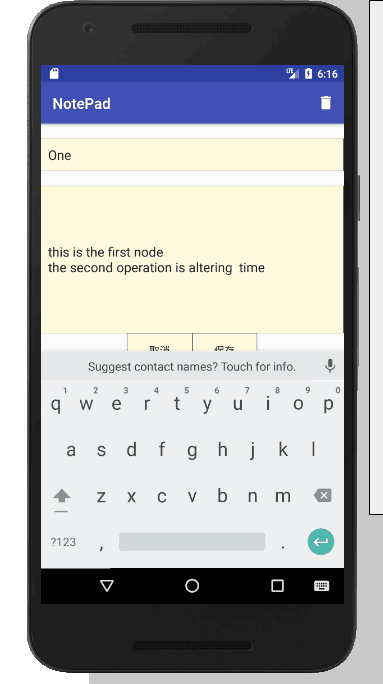 6:16
NotePad
One
this is the first node
the second operation is altering  time
取消 保存
Suggest contact names? Touch for info.
1 2 3 4 5 6 7 8 9 0
q w e r t y u i o p
a s d f g h j k l
z x c v b n m
?123 , .